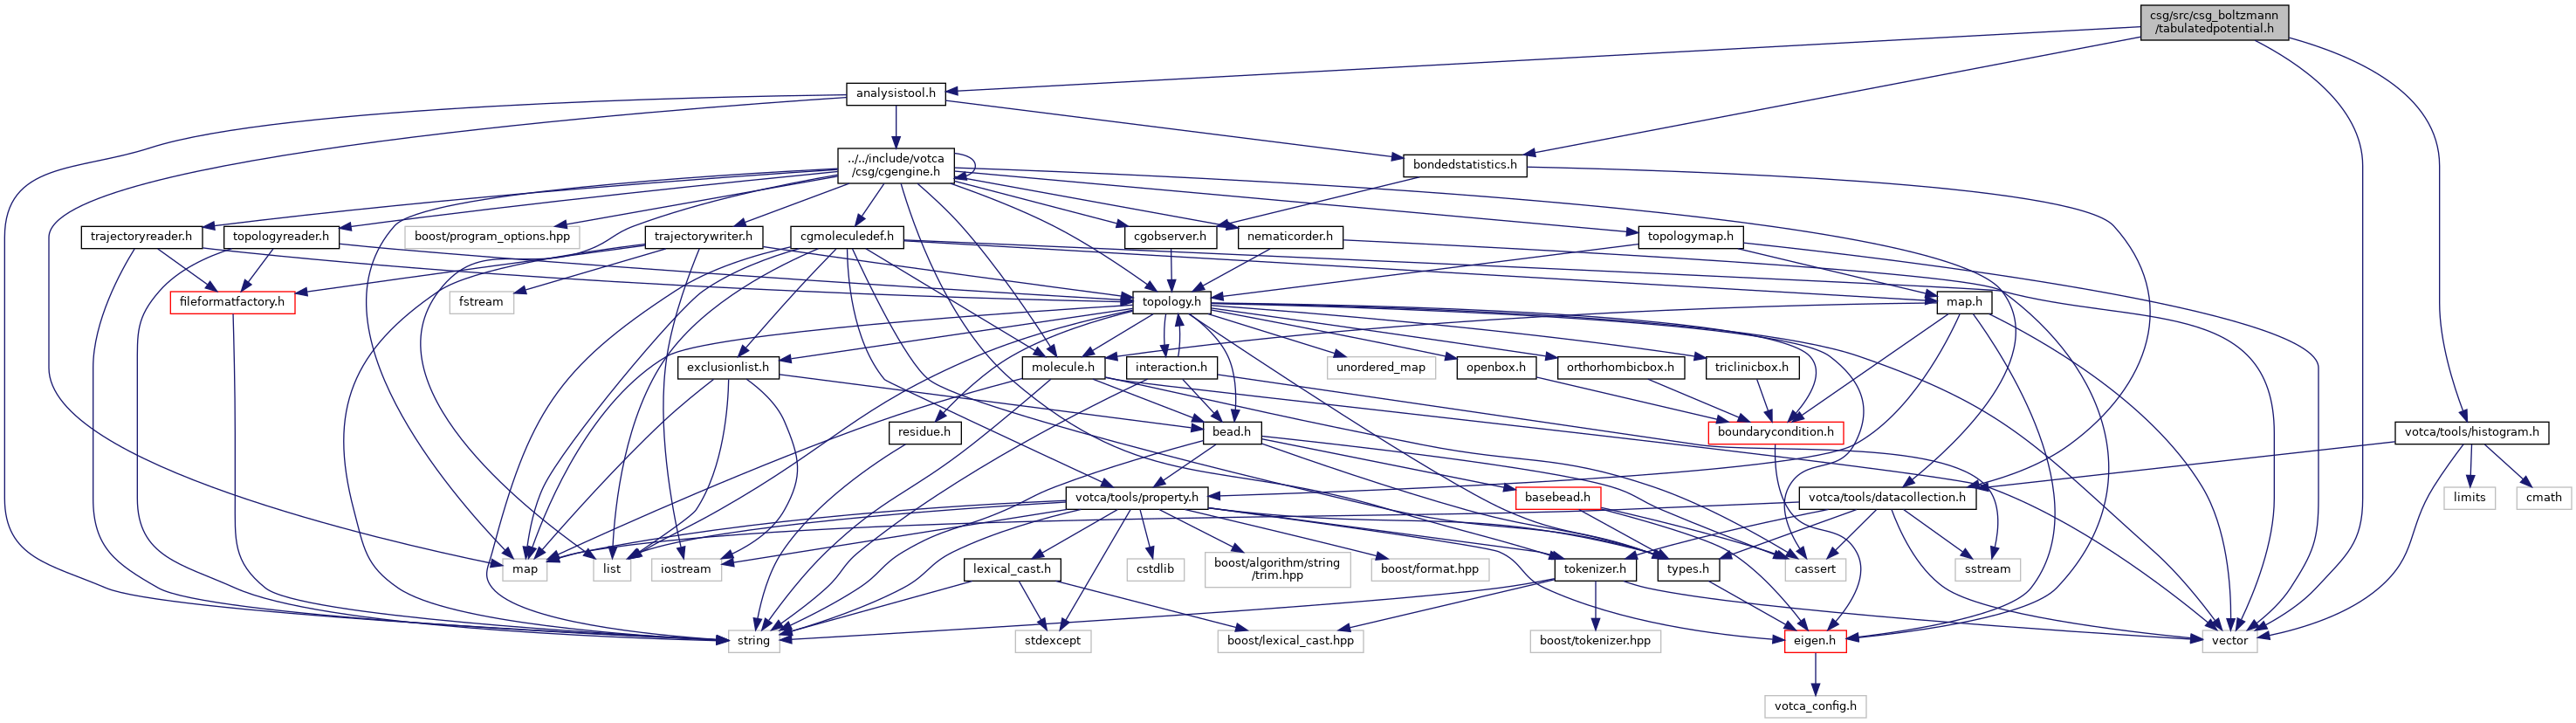 csg/src/csg_boltzmann
/tabulatedpotential.h
analysistool.h
../../include/votca
/csg/cgengine.h
bondedstatistics.h
trajectoryreader.h
topologyreader.h
boost/program_options.hpp
trajectorywriter.h
cgmoleculedef.h
cgobserver.h
nematicorder.h
topologymap.h
fileformatfactory.h
fstream
topology.h
map.h
exclusionlist.h
molecule.h
interaction.h
unordered_map
openbox.h
orthorhombicbox.h
triclinicbox.h
residue.h
bead.h
boundarycondition.h
votca/tools/histogram.h
votca/tools/property.h
basebead.h
votca/tools/datacollection.h
limits
cmath
map
list
iostream
lexical_cast.h
cstdlib
boost/algorithm/string
/trim.hpp
boost/format.hpp
tokenizer.h
types.h
cassert
sstream
string
stdexcept
boost/lexical_cast.hpp
boost/tokenizer.hpp
eigen.h
vector
votca_config.h